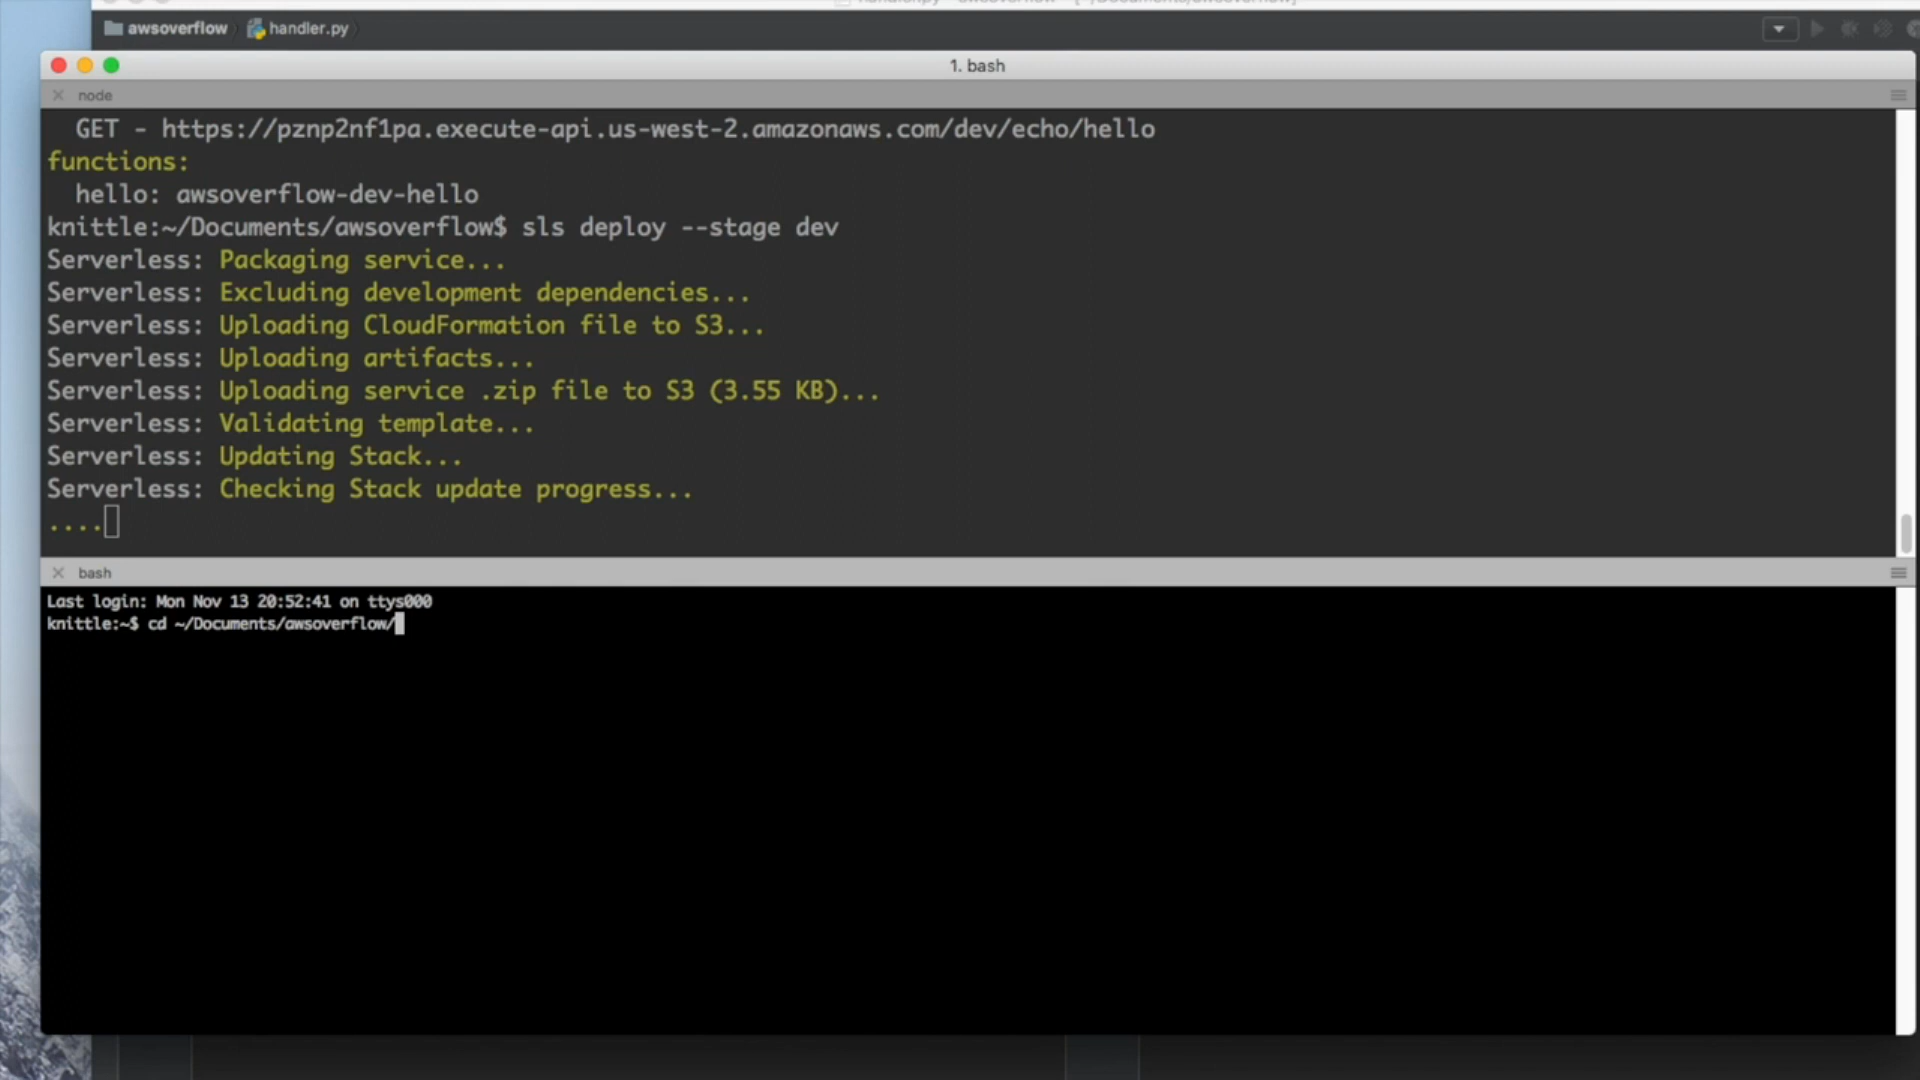 awsoverflow handler.py
1. bash
node
GET - https://pznp2nf1pa.execute-api.us-west-2.amazonaws.com/dev/echo/hello
functions:
hello: awsoverflow-dev-hello
knittle:~/Documents/awsoverflow$ sls deploy --stage dev
Serverless: Packaging service...
Serverless: Excluding development dependencies...
Serverless: Uploading CloudFormation file to S3...
Serverless: Uploading artifacts...
Serverless: Uploading service .zip file to S3 (3.55 KB)...
Serverless: Validating template...
Serverless: Updating Stack...
Serverless: Checking Stack update progress...
....
bash
Last login: Mon Nov 13 20:52:41 on ttys000
knittle:~$ cd ~/Documents/awsoverflow/